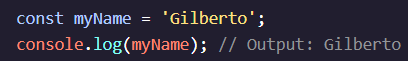 const myName = 'Gilberto';
console.log(myName); // Output: Gilberto